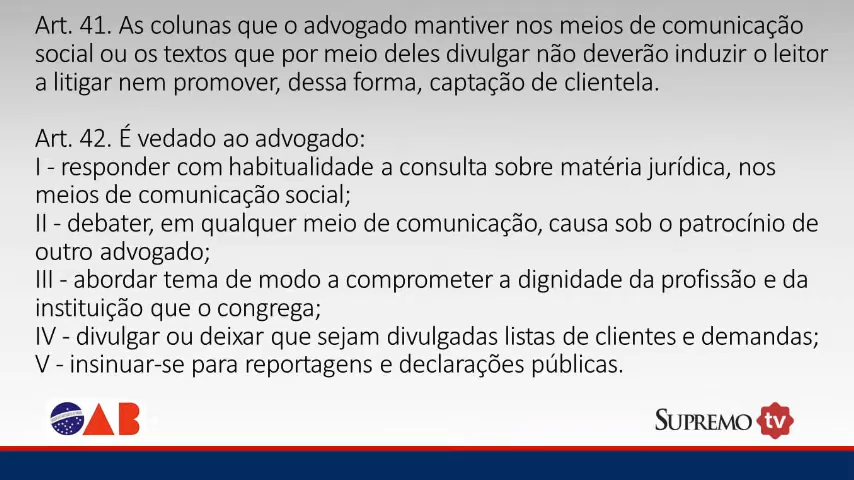 Art. 41. As colunas que o advogado mantiver nos meios de comunicação
social ou os textos que por meio deles divulgar não deverão induzir o leitor
a litigar nem promover, dessa forma, captação de clientela.
Art. 42. É vedado ao advogado:
I - responder com habitualidade a consulta sobre matéria jurídica, nos
meios de comunicação social;
II - debater, em qualquer meio de comunicação, causa sob o patrocínio de
outro advogado;
III - abordar tema de modo a comprometer a dignidade da profissão e da
instituição que o congrega;
IV - divulgar ou deixar que sejam divulgadas listas de clientes e demandas;
V - insinuar-se para reportagens e declarações públicas.
OAB
SUPREMO tv